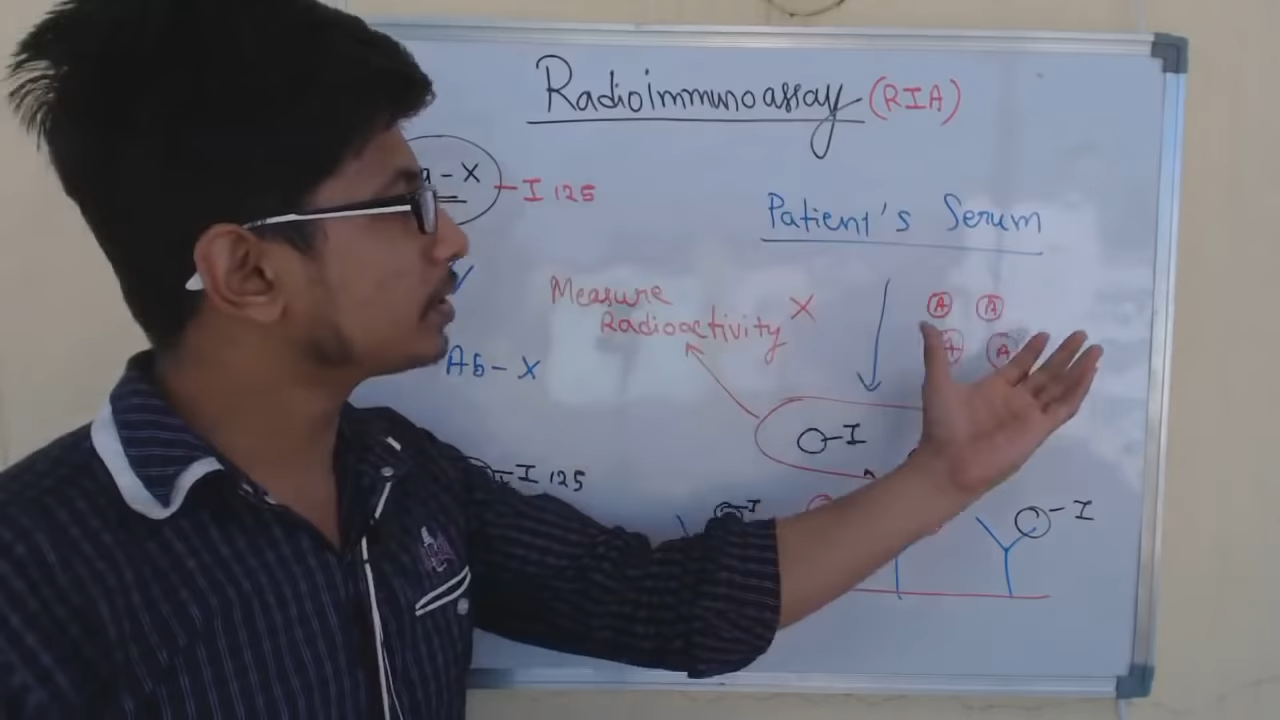 Radioimmunoassay (RIA)
- X - I 125
Patient's Serum
Measure
Radioactivity X
A A
A A
Ab - X
O-I
I 125
I
I